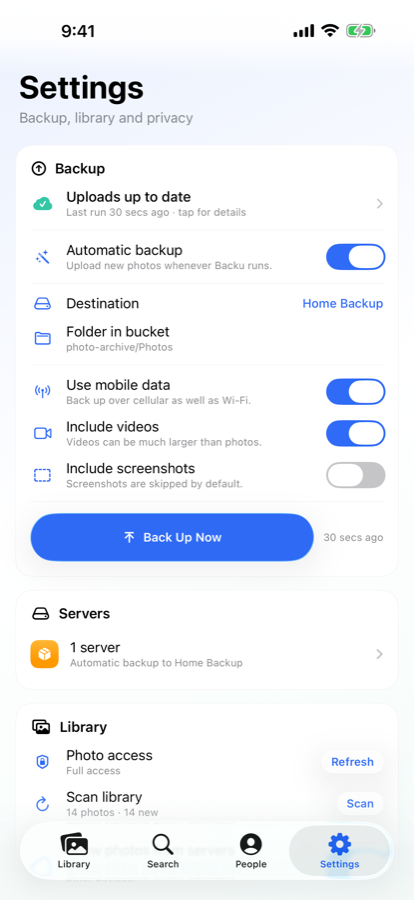 9:41
Settings
Backup, library and privacy
Backup
Uploads up to date
Last run 30 secs ago · tap for details
Automatic backup
Upload new photos whenever Backu runs.
Destination
Home Backup
Folder in bucket
photo-archive/Photos
Use mobile data
Back up over cellular as well as Wi-Fi.
Include videos
Videos can be much larger than photos.
Include screenshots
Screenshots are skipped by default.
Back Up Now
30 secs ago
Servers
1 server
Automatic backup to Home Backup
Library
Photo access
Full access
Refresh
Scan library
14 photos · 14 new
Scan
Library
Search
People
Settings